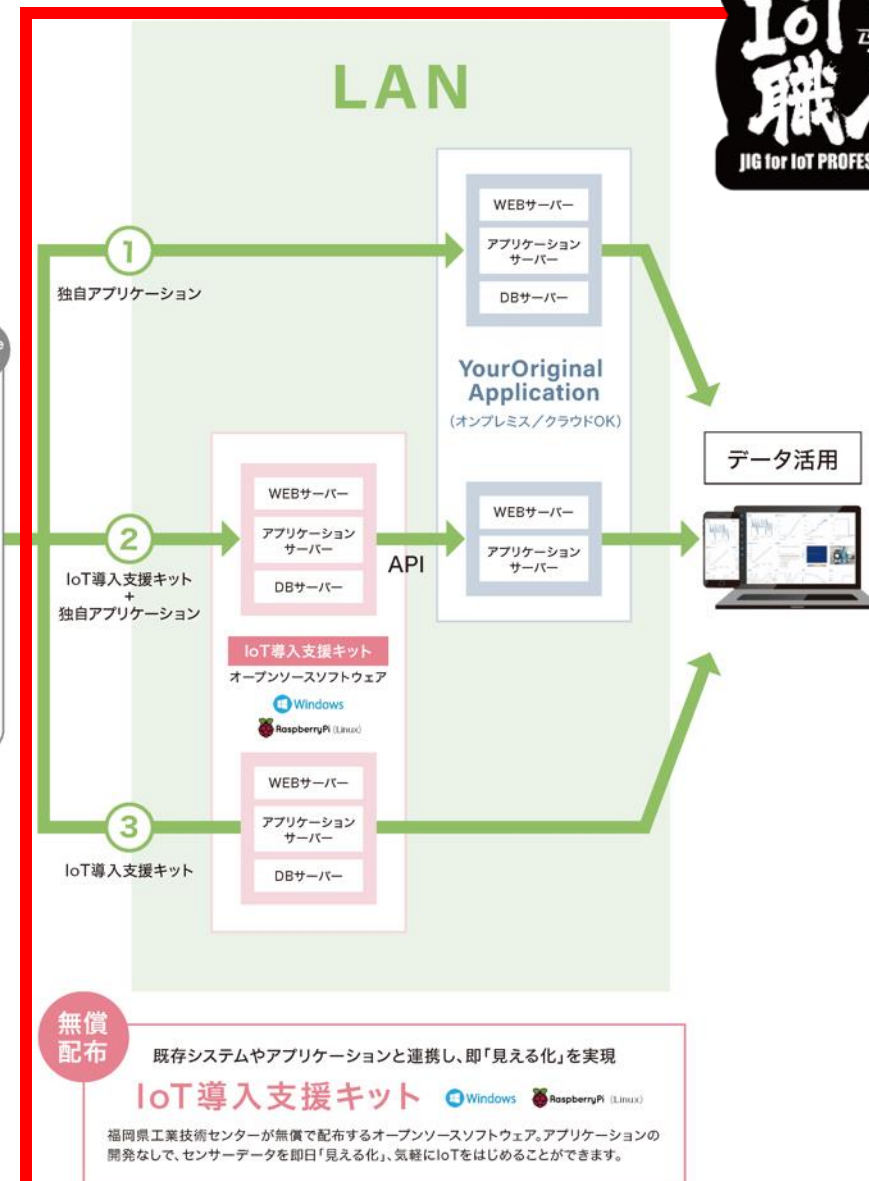 IoT
職人
JIG for IoT PROFES
LAN
WEBサーバー
アプリケーション
サーバー
DBサーバー
1
独自アプリケーション
e
YourOriginal
Application
(オンプレミス／クラウドOK)
データ活用
WEBサーバー
アプリケーション
サーバー
DBサーバー
API
WEBサーバー
アプリケーション
サーバー
2
IoT導入支援キット
+
独自アプリケーション
IoT導入支援キット
オープンソースソフトウェア
Windows
RaspberryPi (Linux)
WEBサーバー
アプリケーション
サーバー
DBサーバー
3
IoT導入支援キット
無償
配布
既存システムやアプリケーションと連携し、即「見える化」を実現
IoT導入支援キット Windows RaspberryPi (Linux)
福岡県工業技術センターが無償で配布するオープンソースソフトウェア。アプリケーションの
開発なしで、センサーデータを即日「見える化」、気軽にIoTをはじめることができます。